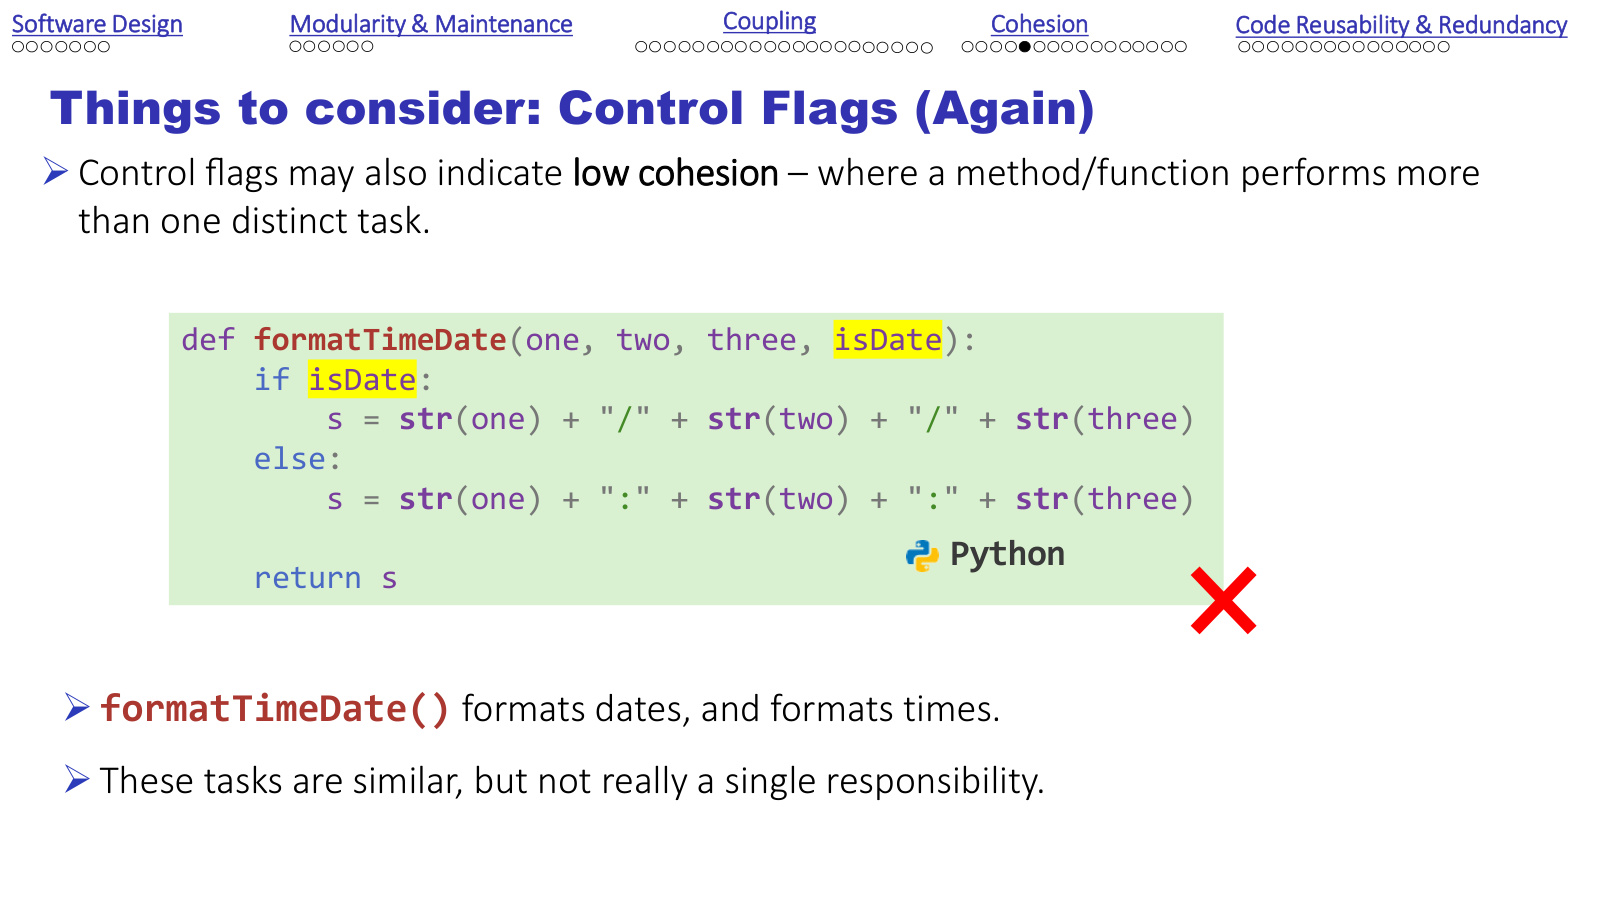 Software Design
Modularity & Maintenance
Coupling
Cohesion
Code Reusability & Redundancy
Things to consider: Control Flags (Again)
Control flags may also indicate low cohesion – where a method/function performs more
than one distinct task.
def formatTimeDate(one, two, three, isDate):
    if isDate:
        s = str(one) + "/" + str(two) + "/" + str(three)
    else:
        s = str(one) + ":" + str(two) + ":" + str(three)
Python
    return s
formatTimeDate() formats dates, and formats times.
These tasks are similar, but not really a single responsibility.